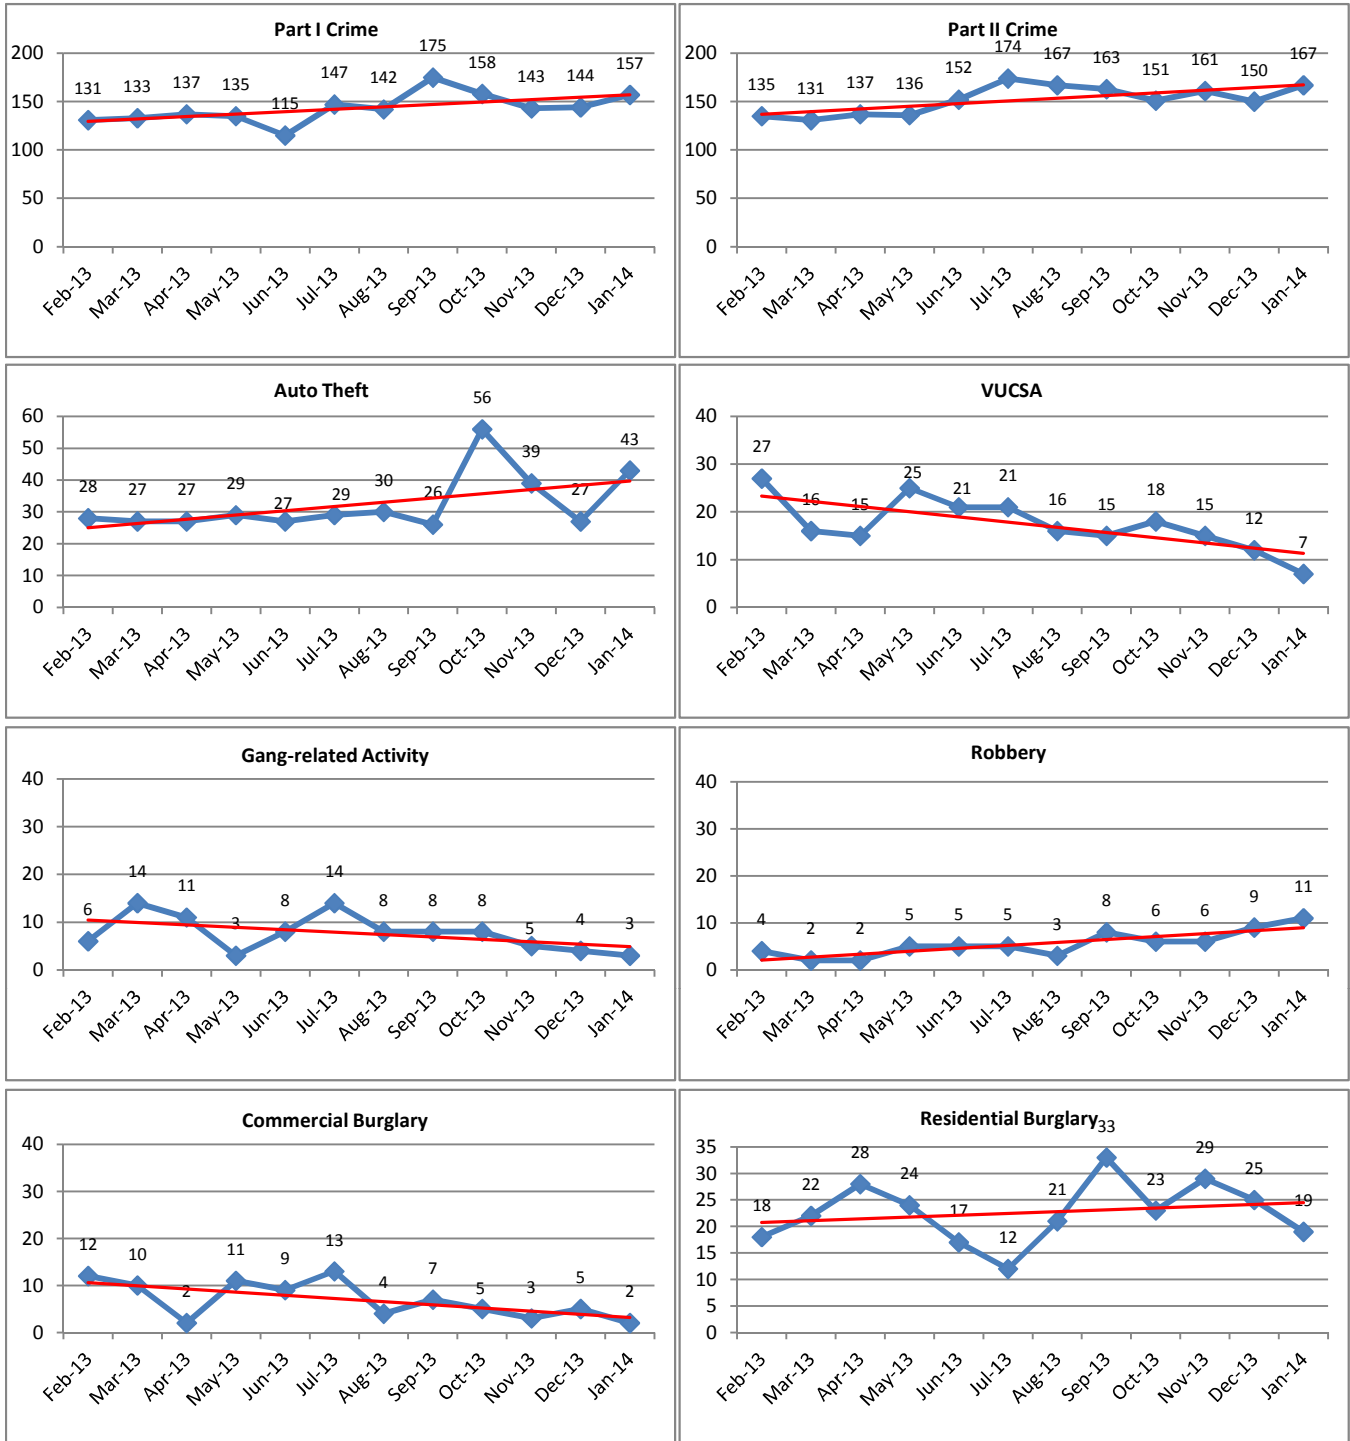 Part I Crime
200
150
100
50
0
131 133 137 135 115 147 142 175 158 143 144 157
Feb-13 Mar-13 Apr-13 May-13 Jun-13 Jul-13 Aug-13 Sep-13 Oct-13 Nov-13 Dec-13 Jan-14
Part II Crime
200
150
100
50
0
135 131 137 136 152 174 167 163 151 161 150 167
Feb-13 Mar-13 Apr-13 May-13 Jun-13 Jul-13 Aug-13 Sep-13 Oct-13 Nov-13 Dec-13 Jan-14
Auto Theft
60
50
40
30
20
10
0
28 27 27 29 27 29 30 26 56 39 27 43
Feb-13 Mar-13 Apr-13 May-13 Jun-13 Jul-13 Aug-13 Sep-13 Oct-13 Nov-13 Dec-13 Jan-14
VUCSA
40
30
20
10
0
27 16 15 25 21 21 16 15 18 15 12 7
Feb-13 Mar-13 Apr-13 May-13 Jun-13 Jul-13 Aug-13 Sep-13 Oct-13 Nov-13 Dec-13 Jan-14
Gang-related Activity
40
30
20
10
0
6 14 11 3 8 14 8 8 8 5 4 3
Feb-13 Mar-13 Apr-13 May-13 Jun-13 Jul-13 Aug-13 Sep-13 Oct-13 Nov-13 Dec-13 Jan-14
Robbery
40
30
20
10
0
4 2 2 5 5 5 3 8 6 6 9 11
Feb-13 Mar-13 Apr-13 May-13 Jun-13 Jul-13 Aug-13 Sep-13 Oct-13 Nov-13 Dec-13 Jan-14
Commercial Burglary
40
30
20
10
0
12 10 2 11 9 13 4 7 5 3 5 2
Feb-13 Mar-13 Apr-13 May-13 Jun-13 Jul-13 Aug-13 Sep-13 Oct-13 Nov-13 Dec-13 Jan-14
Residential Burglary
35
30
25
20
15
10
5
0
18 22 28 24 17 12 21 33 23 29 25 19
Feb-13 Mar-13 Apr-13 May-13 Jun-13 Jul-13 Aug-13 Sep-13 Oct-13 Nov-13 Dec-13 Jan-14